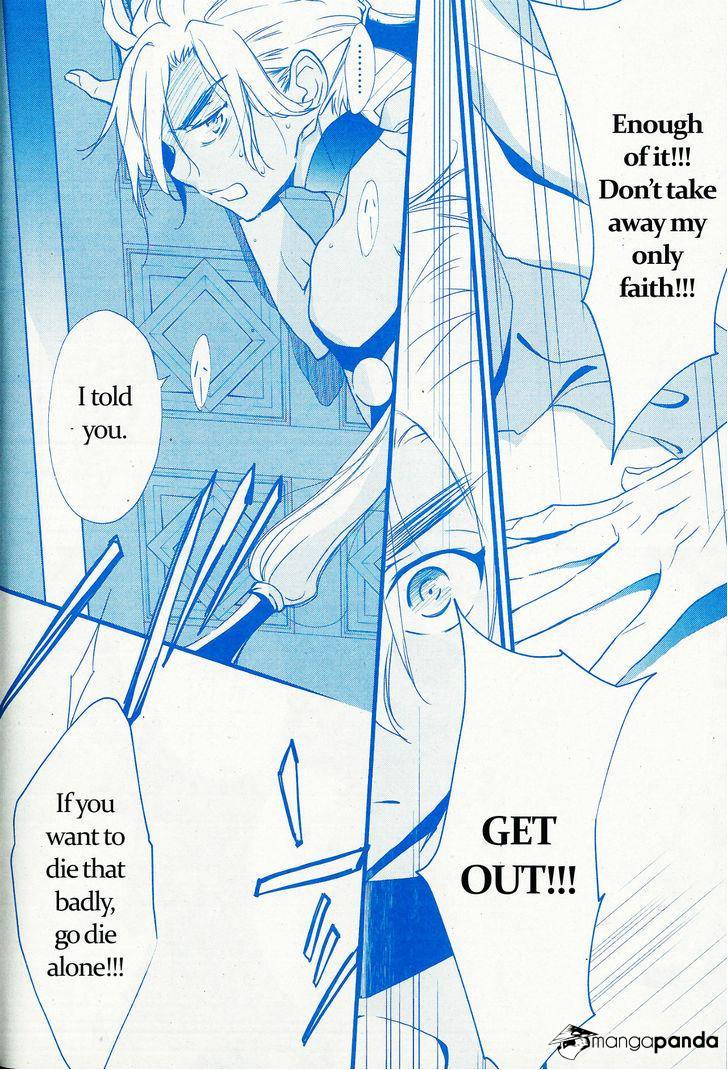 Enough
of it!!!
Don't take
away my
only
faith!!!
GET
OUT!!!
I told
you.
If you
want to
die that
badly,
go die
alone!!!
mangapanda